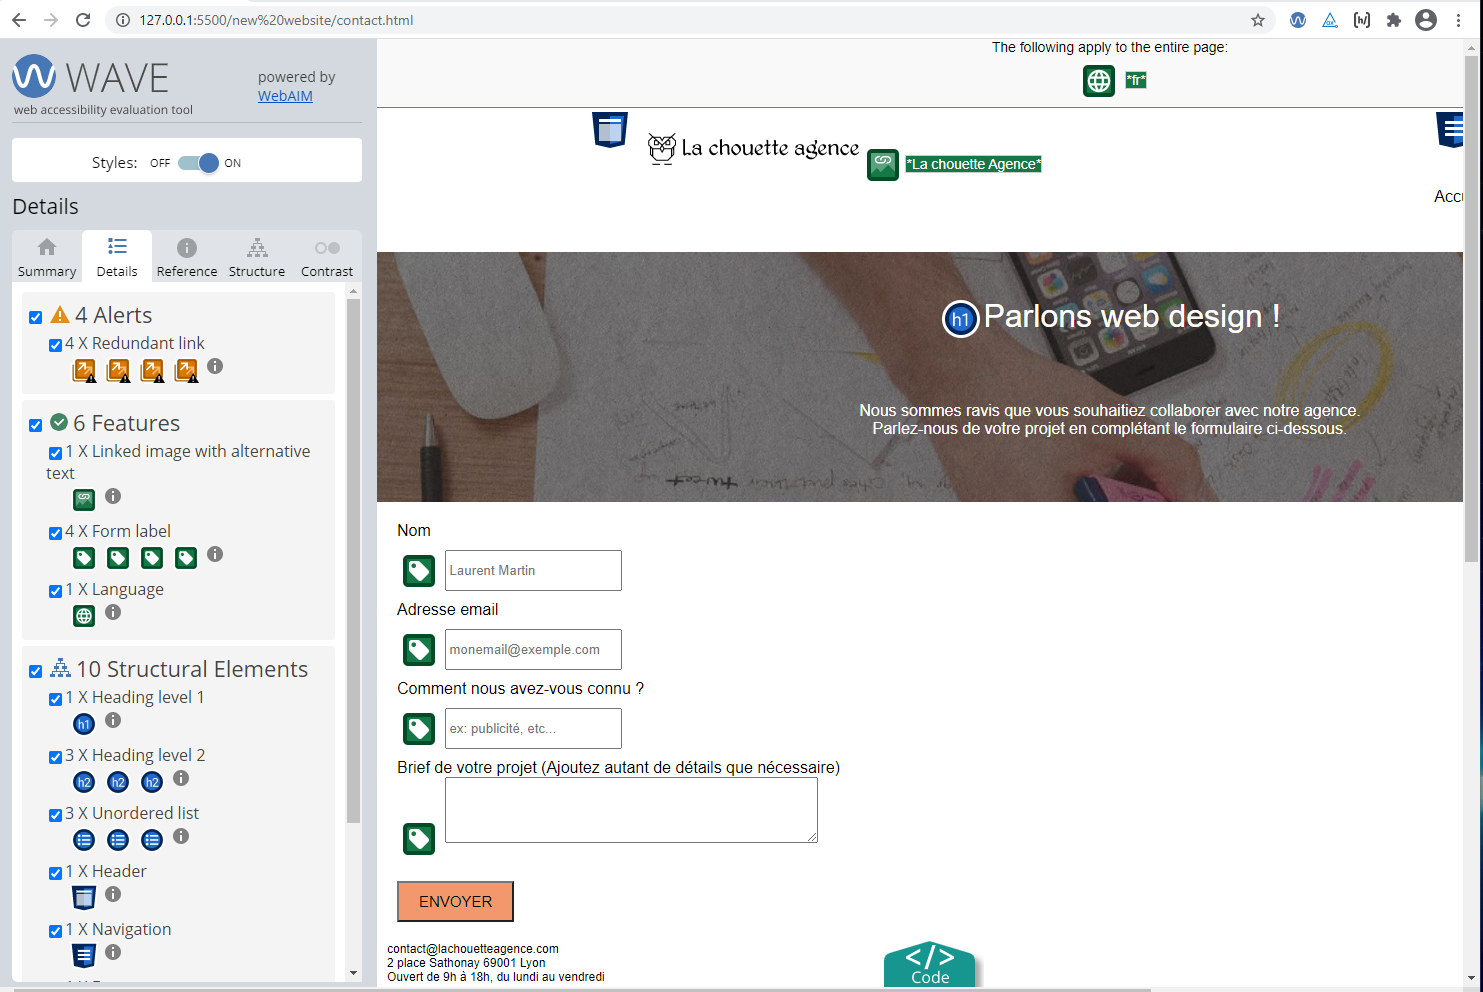 127.0.0.1:5500/new%20website/contact.html
WAVE
web accessibility evaluation tool
powered by
WebAIM
Styles: OFF ON
Details
Summary Details Reference Structure Contrast
4 Alerts
4 X Redundant link
6 Features
1 X Linked image with alternative
text
4 X Form label
1 X Language
10 Structural Elements
1 X Heading level 1
h1
3 X Heading level 2
h2 h2 h2
3 X Unordered list
1 X Header
1 X Navigation
The following apply to the entire page:
*fr*
La chouette agence
*La chouette Agence*
Accu
h1 Parlons web design !
Nous sommes ravis que vous souhaitiez collaborer avec notre agence.
Parlez-nous de votre projet en complétant le formulaire ci-dessous.
Nom
Laurent Martin
Adresse email
monemail@exemple.com
Comment nous avez-vous connu ?
ex: publicité, etc...
Brief de votre projet (Ajoutez autant de détails que nécessaire)
ENVOYER
contact@lachouetteagence.com
2 place Sathonay 69001 Lyon
Ouvert de 9h à 18h, du lundi au vendredi
</>
Code